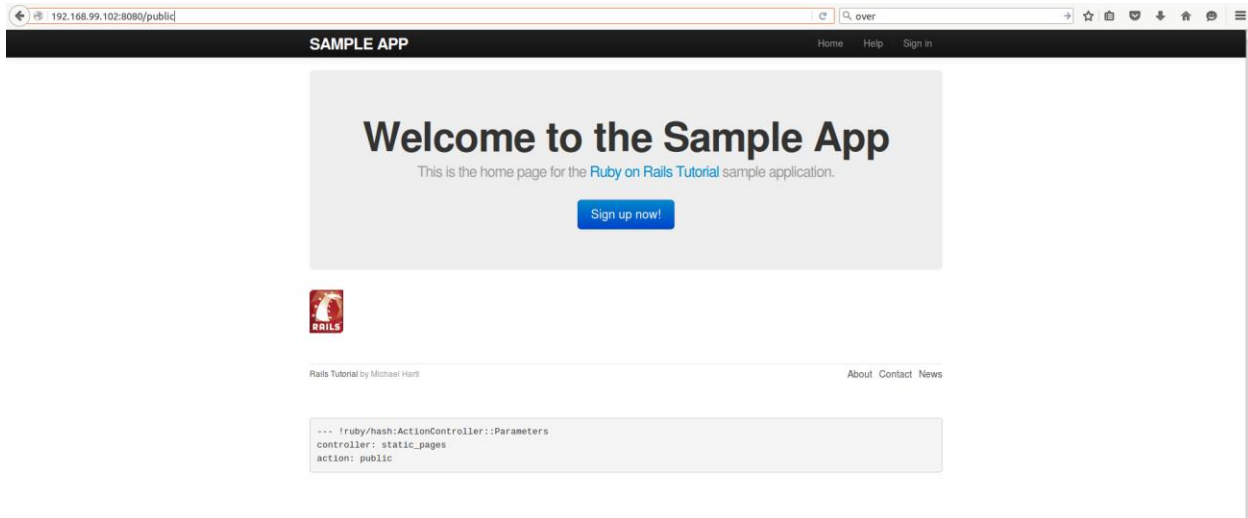 192.168.99.102:8080/public
over
SAMPLE APP
Home Help Sign in
Welcome to the Sample App
This is the home page for the Ruby on Rails Tutorial sample application.
Sign up now!
RAILS
Rails Tutorial by Michael Hartl
About Contact News
--- !ruby/hash:ActionController::Parameters
controller: static_pages
action: public